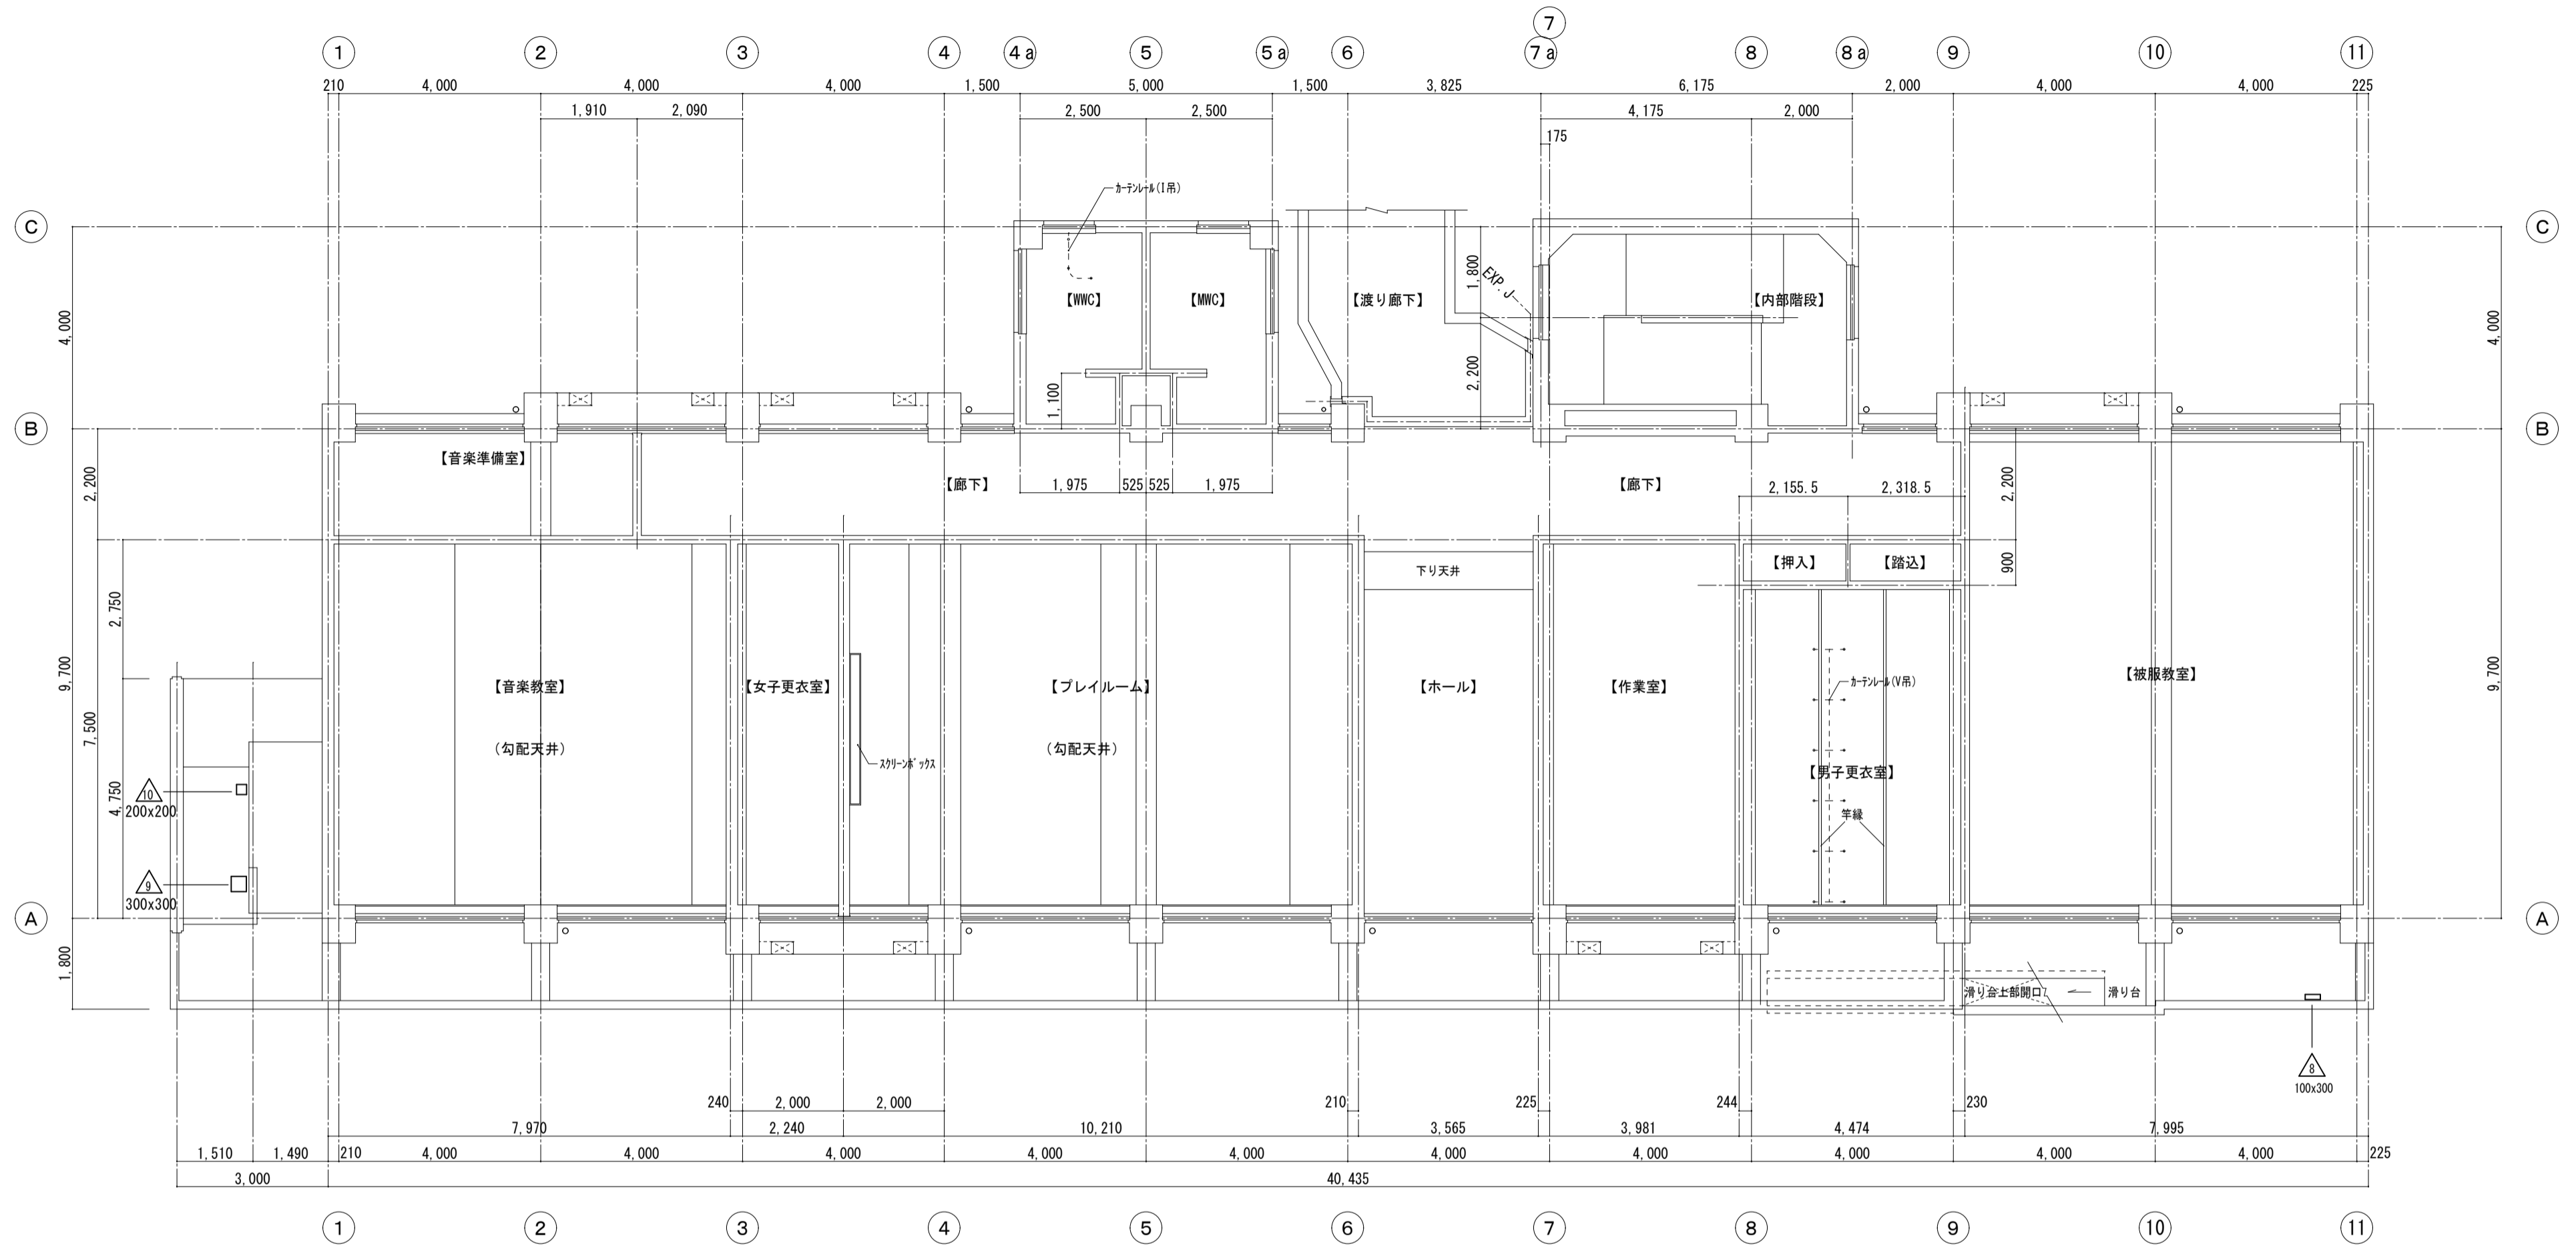 7
1 2 3 4 4a 5 5a 6 7a 8 8a 9 10 11
210 4,000 4,000 4,000 1,500 5,000 1,500 3,825 6,175 2,000 4,000 4,000 225
1,910 2,090 2,500 2,500 4,175 2,000
175
カーテンレール(I吊)
C C
1,800
EXP.J
【WWC】 【MWC】 【渡り廊下】 【内部階段】
4,000 4,000
2,200
1,100
B B
【音楽準備室】
2,200 2,200
【廊下】 【廊下】
1,975 525 525 1,975 2,155.5 2,318.5
【押入】 【踏込】
900
下り天井
2,750
9,700 9,700
7,500
4,750
1,800
【音楽教室】 【女子更衣室】 【プレイルーム】 【ホール】 【作業室】 【被服教室】
カーテンレール(V吊)
(勾配天井) (勾配天井)
スクリーンボックス
【男子更衣室】
10
200x200
竿縁
9
300x300
A A
滑り台上部開口 滑り台
8
100x300
240 2,000 2,000 210 225 244 230
7,970 2,240 10,210 3,565 3,981 4,474 7,995
1,510 1,490 210 4,000 4,000 4,000 4,000 4,000 4,000 4,000 4,000 4,000 4,000 225
3,000 40,435
1 2 3 4 5 6 7 8 9 10 11